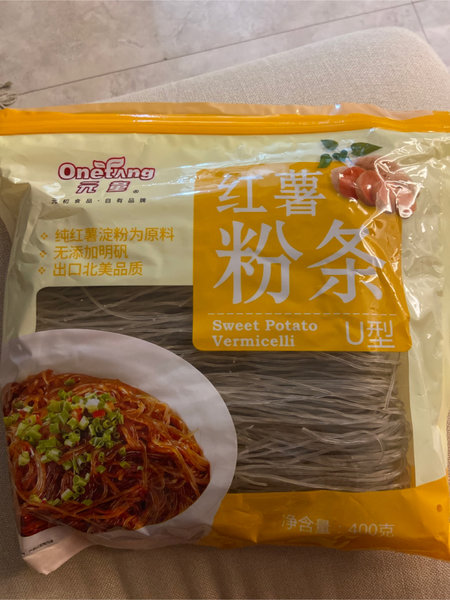 OneFang
元 ®
元初食品·自有品牌
纯红薯淀粉为原料
无添加明矾
出口北美品质
红薯
粉条
Sweet Potato
Vermicelli
U型
净含量：400克